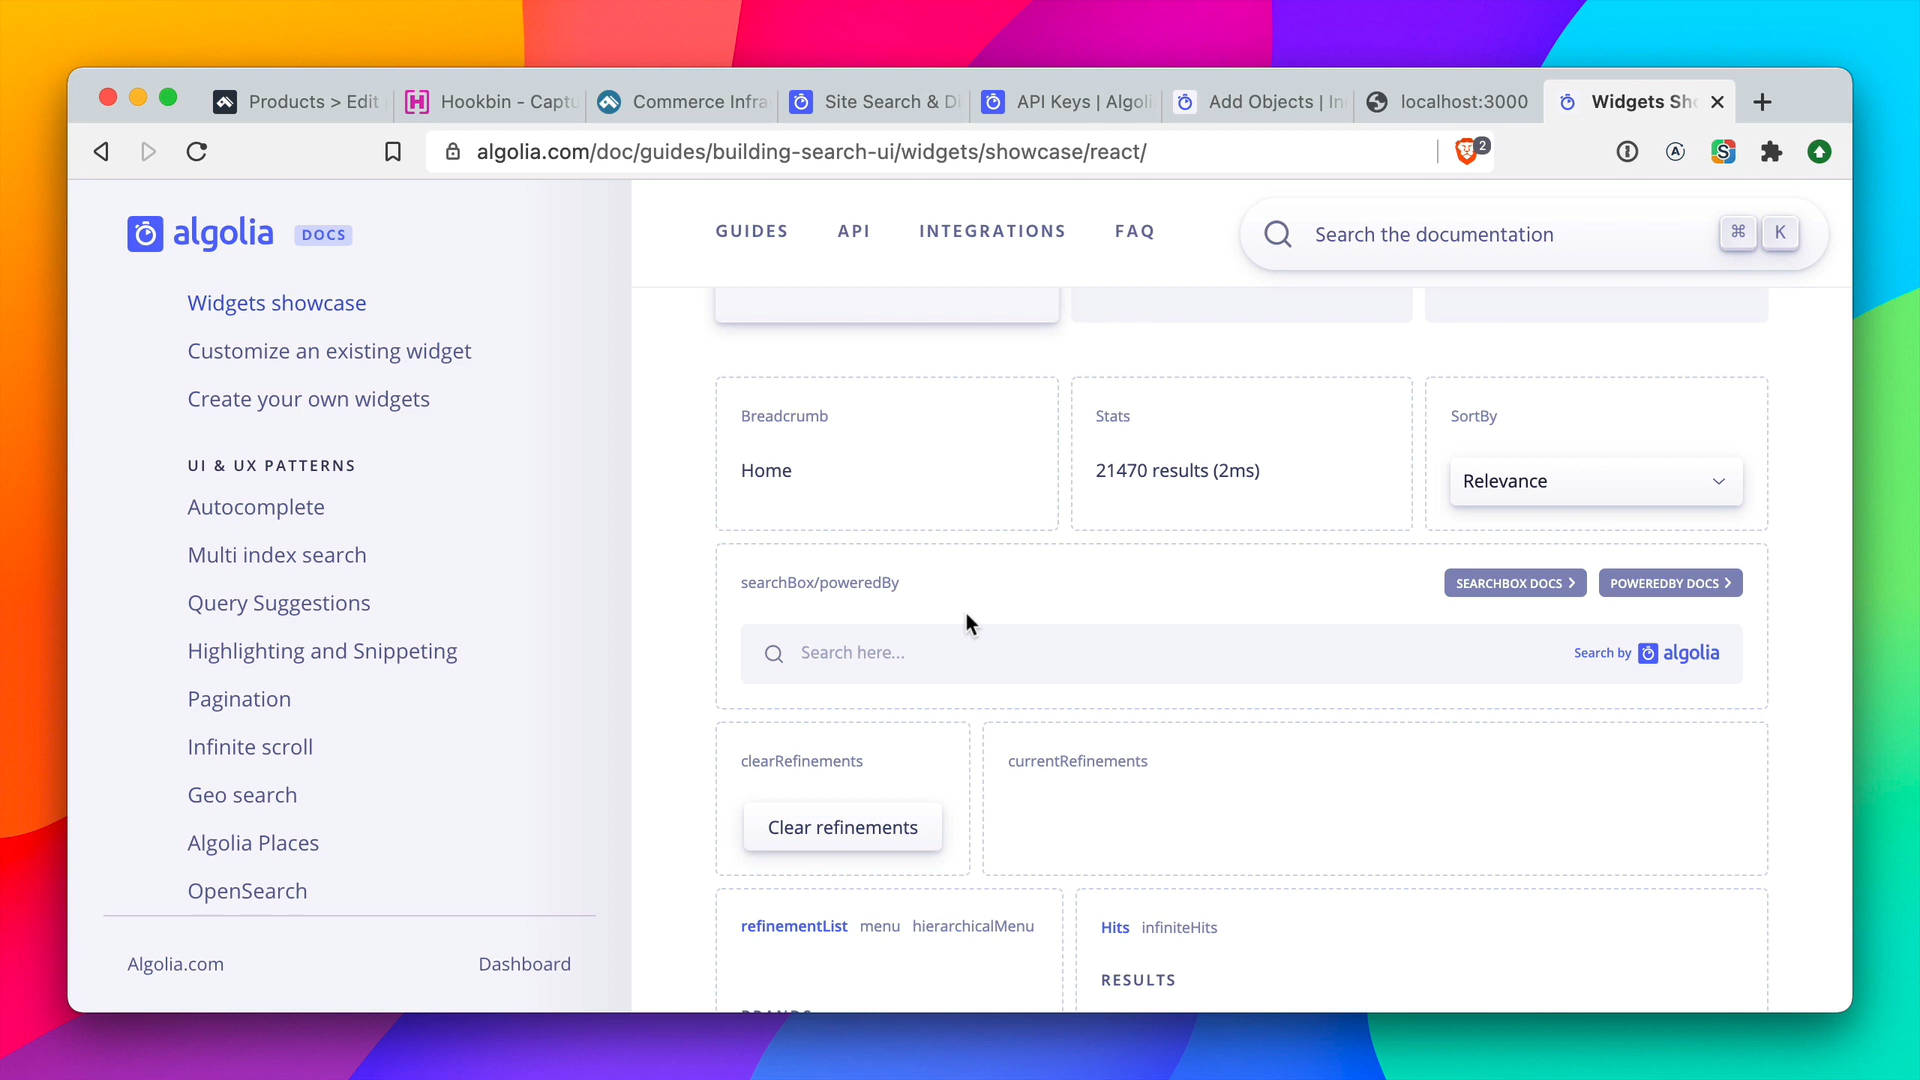 Products > Edit
Hookbin - Captu
Commerce Infra
Site Search & Di
API Keys | Algoli
Add Objects | In
localhost:3000
Widgets Sh
algolia.com/doc/guides/building-search-ui/widgets/showcase/react/
2
algolia DOCS
GUIDES
API
INTEGRATIONS
FAQ
Search the documentation
⌘ K
Widgets showcase
Customize an existing widget
Create your own widgets
UI & UX PATTERNS
Autocomplete
Multi index search
Query Suggestions
Highlighting and Snippeting
Pagination
Infinite scroll
Geo search
Algolia Places
OpenSearch
Algolia.com
Dashboard
Breadcrumb
Home
Stats
21470 results (2ms)
SortBy
Relevance
searchBox/poweredBy
SEARCHBOX DOCS >
POWEREDBY DOCS >
Search here...
Search by algolia
clearRefinements
Clear refinements
currentRefinements
refinementList menu hierarchicalMenu
BRANDS
Hits infiniteHits
RESULTS